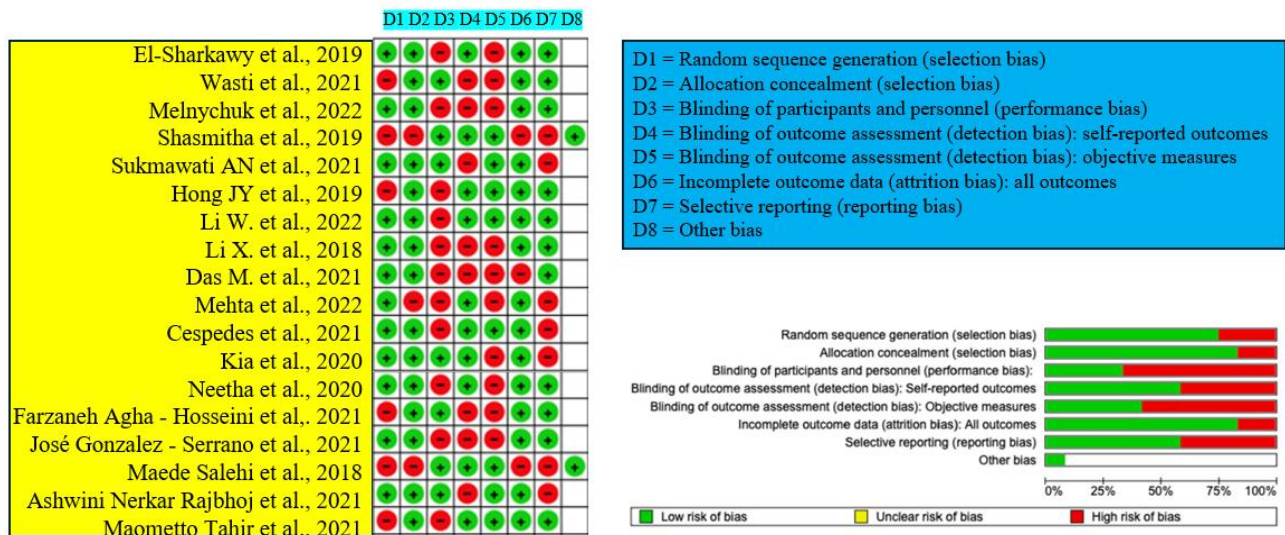 D1 D2 D3 D4 D5 D6 D7 D8
El-Sharkawy et al., 2019
Wasti et al., 2021
Melnychuk et al., 2022
Shasmitha et al., 2019
Sukmawati AN et al., 2021
Hong JY et al., 2019
Li W. et al., 2022
Li X. et al., 2018
Das M. et al., 2021
Mehta et al., 2022
Cespedes et al., 2021
Kia et al., 2020
Neetha et al., 2020
Farzaneh Agha - Hosseini et al,. 2021
José Gonzalez - Serrano et al., 2021
Maede Salehi et al., 2018
Ashwini Nerkar Rajbhoj et al., 2021
Maometto Tahir et al., 2021
D1 = Random sequence generation (selection bias)
D2 = Allocation concealment (selection bias)
D3 = Blinding of participants and personnel (performance bias)
D4 = Blinding of outcome assessment (detection bias): self-reported outcomes
D5 = Blinding of outcome assessment (detection bias): objective measures
D6 = Incomplete outcome data (attrition bias): all outcomes
D7 = Selective reporting (reporting bias)
D8 = Other bias
Random sequence generation (selection bias)
Allocation concealment (selection bias)
Blinding of participants and personnel (performance bias):
Blinding of outcome assessment (detection bias): Self-reported outcomes
Blinding of outcome assessment (detection bias): Objective measures
Incomplete outcome data (attrition bias): All outcomes
Selective reporting (reporting bias)
Other bias
0% 25% 50% 75% 100%
Low risk of bias Unclear risk of bias High risk of bias